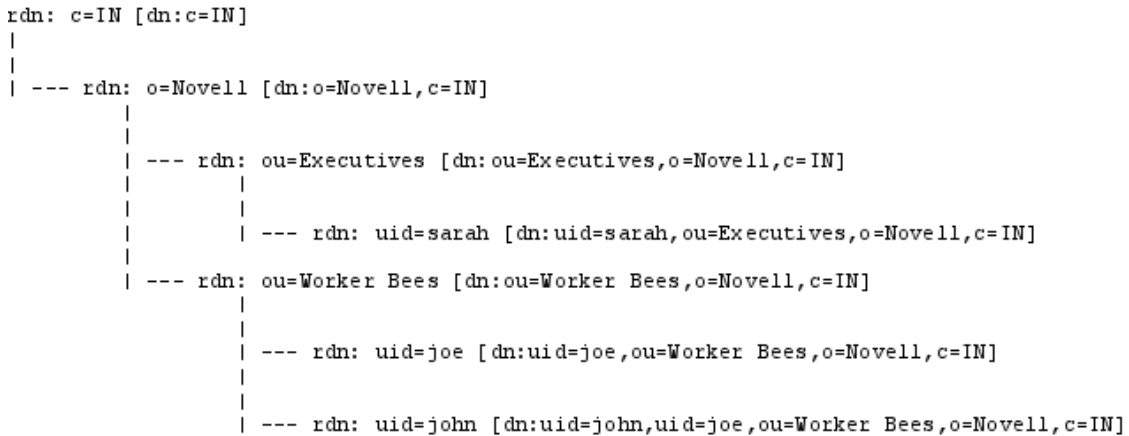 rdn: c=IN [dn:c=IN]
| --- rdn: o=Novell [dn:o=Novell,c=IN]
| --- rdn: ou=Executives [dn:ou=Executives,o=Novell,c=IN]
| --- rdn: uid=sarah [dn:uid=sarah,ou=Executives,o=Novell,c=IN]
| --- rdn: ou=Worker Bees [dn:ou=Worker Bees,o=Novell,c=IN]
| --- rdn: uid=joe [dn:uid=joe,ou=Worker Bees,o=Novell,c=IN]
| --- rdn: uid=john [dn:uid=john,uid=joe,ou=Worker Bees,o=Novell,c=IN]